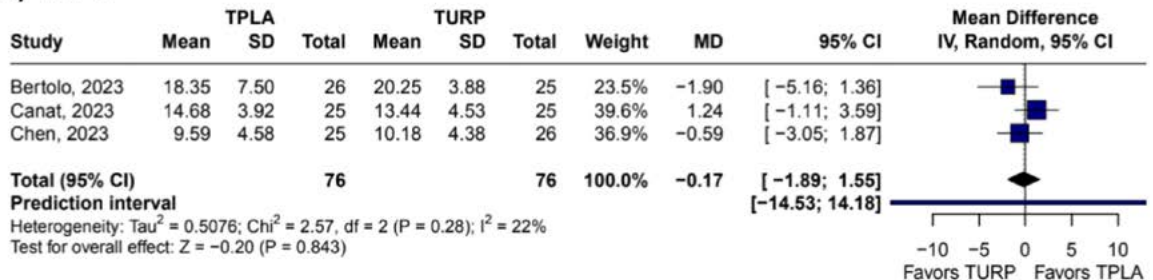 TPLA TURP Mean Difference
Study Mean SD Total Mean SD Total Weight MD 95% CI IV, Random, 95% CI
Bertolo, 2023 18.35 7.50 26 20.25 3.88 25 23.5% −1.90 [ −5.16; 1.36]
Canat, 2023 14.68 3.92 25 13.44 4.53 25 39.6% 1.24 [ −1.11; 3.59]
Chen, 2023 9.59 4.58 25 10.18 4.38 26 36.9% −0.59 [ −3.05; 1.87]
Total (95% CI) 76 76 100.0% −0.17 [ −1.89; 1.55]
Prediction interval [−14.53; 14.18]
Heterogeneity: Tau² = 0.5076; Chi² = 2.57, df = 2 (P = 0.28); I² = 22%
Test for overall effect: Z = −0.20 (P = 0.843)
−10 −5 0 5 10
Favors TURP Favors TPLA